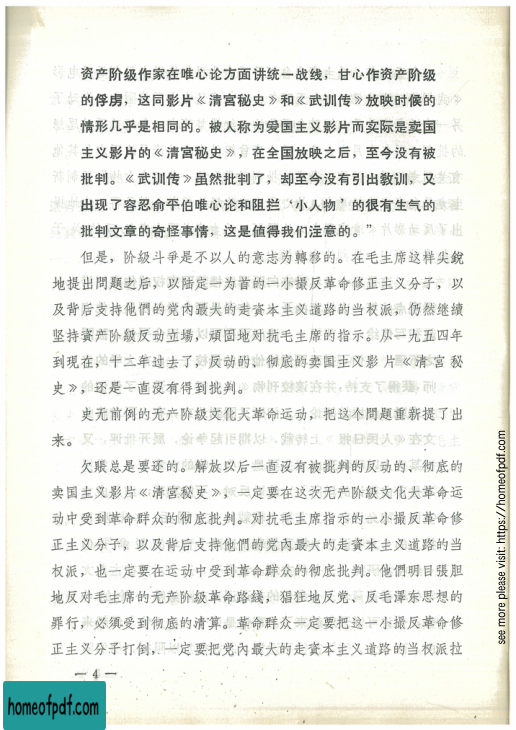 资产阶级作家在唯心论方面讲统一战线，甘心作资产阶级
的俘虏，这同影片《清宫秘史》和《武训传》放映时候的
情形几乎是相同的。被人称为爱国主义影片而实际是卖国
主义影片的《清宫秘史》，在全国放映之后，至今没有被
批判。《武训传》虽然批判了，却至今没有引出教训，又
出现了容忍俞平伯唯心论和阻拦‘小人物’的很有生气的
批判文章的奇怪事情，这是值得我们注意的。”
但是，阶級斗爭是不以人的意志为轉移的。在毛主席这样尖銳
地提出問題之后，以陆定一为首的一小撮反革命修正主义分子，以
及背后支持他們的党內最大的走資本主义道路的当权派，仍然继續
坚持資产阶級反动立場，頑固地对抗毛主席的指示。从一九五四年
到現在，十二年过去了，反动的、彻底的卖国主义影片《清宮秘
史》，还是一直沒有得到批判。
史无前例的无产阶級文化大革命运动，把这个問題重新提了出
来。
欠賬总是要还的。解放以后一直沒有被批判的反动的、彻底的
卖国主义影片《清宮秘史》，一定要在这次无产阶級文化大革命运
动中受到革命群众的彻底批判。对抗毛主席指示的一小撮反革命修
正主义分子，以及背后支持他們的党內最大的走資本主义道路的当
权派，也一定要在运动中受到革命群众的彻底批判。他們明目張胆
地反对毛主席的无产阶級革命路綫，猖狂地反党、反毛澤东思想的
罪行，必須受到彻底的清算。革命群众一定要把这一小撮反革命修
正主义分子打倒，一定要把党內最大的走資本主义道路的当权派拉
— 4 —
homeofpdf.com
see more please visit: https://homeofpdf.com